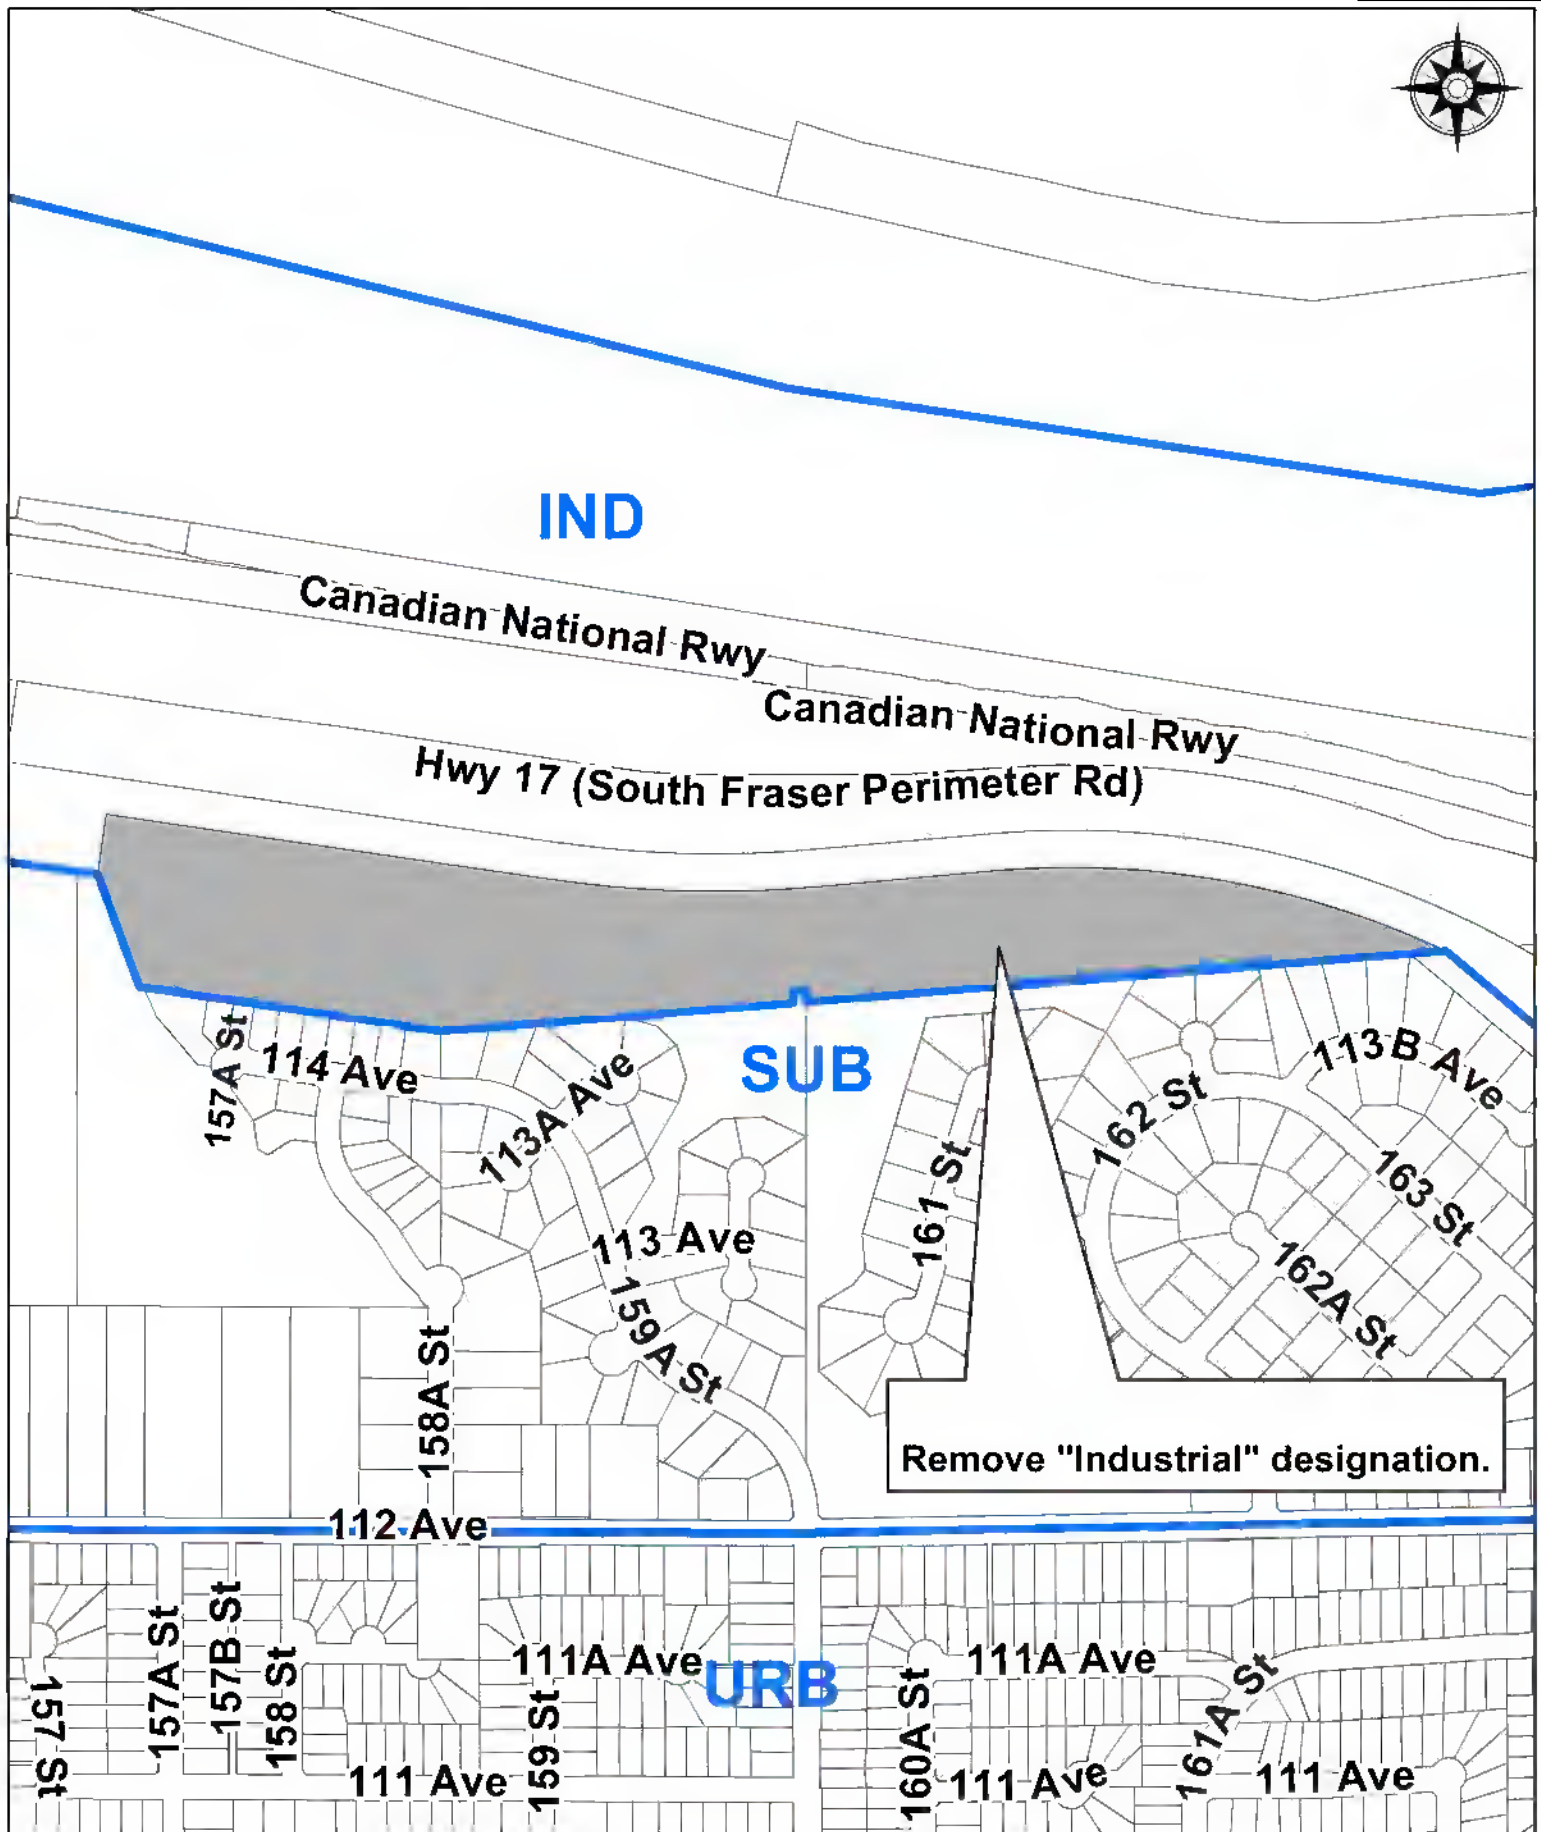 IND
Canadian National Rwy
Canadian National Rwy
Hwy 17 (South Fraser Perimeter Rd)
157A St
114 Ave
113A Ave
SUB
162 St
113B Ave
161 St
163 St
113 Ave
162A St
159A St
158A St
Remove "Industrial" designation.
112 Ave
157 St
157A St
157B St
158 St
111A Ave
URB
159 St
160A St
111A Ave
161A St
111 Ave
111 Ave
111 Ave